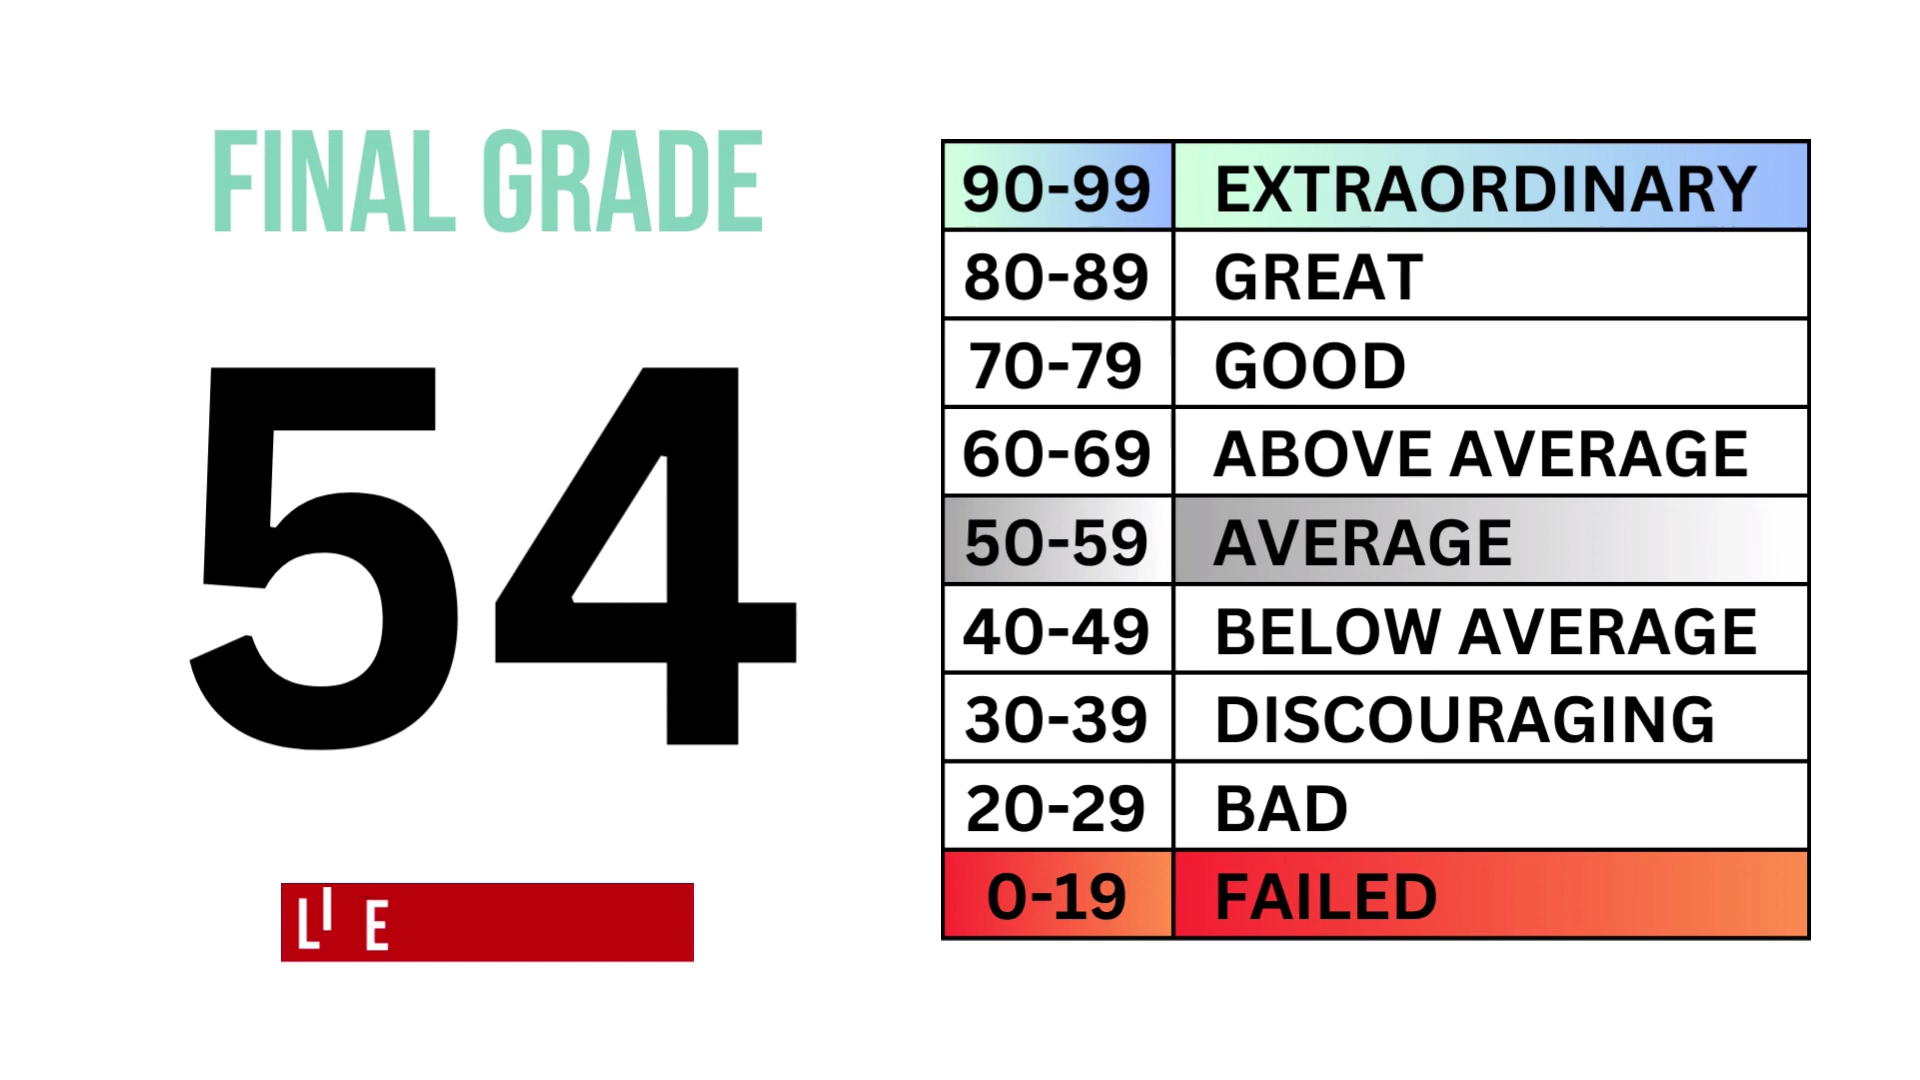 FINAL GRADE
54
90-99 EXTRAORDINARY
80-89 GREAT
70-79 GOOD
60-69 ABOVE AVERAGE
50-59 AVERAGE
40-49 BELOW AVERAGE
30-39 DISCOURAGING
20-29 BAD
0-19 FAILED